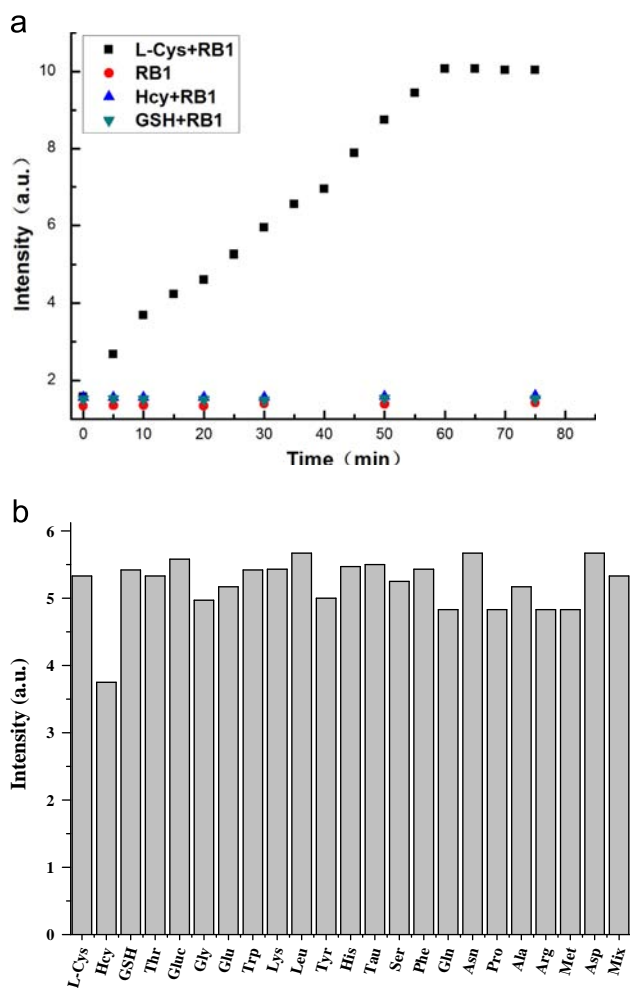 a
L-Cys+RB1
RB1
Hcy+RB1
GSH+RB1
10
8
6
4
2
Intensity (a.u.)
0 10 20 30 40 50 60 70 80
Time (min)
b
6
5
4
3
2
1
0
Intensity (a.u.)
L-Cys Hcy GSH Thr Gluc Gly Glu Trp Lys Leu Tyr His Tau Ser Phe Gln Asn Pro Ala Arg Met Asp Mix